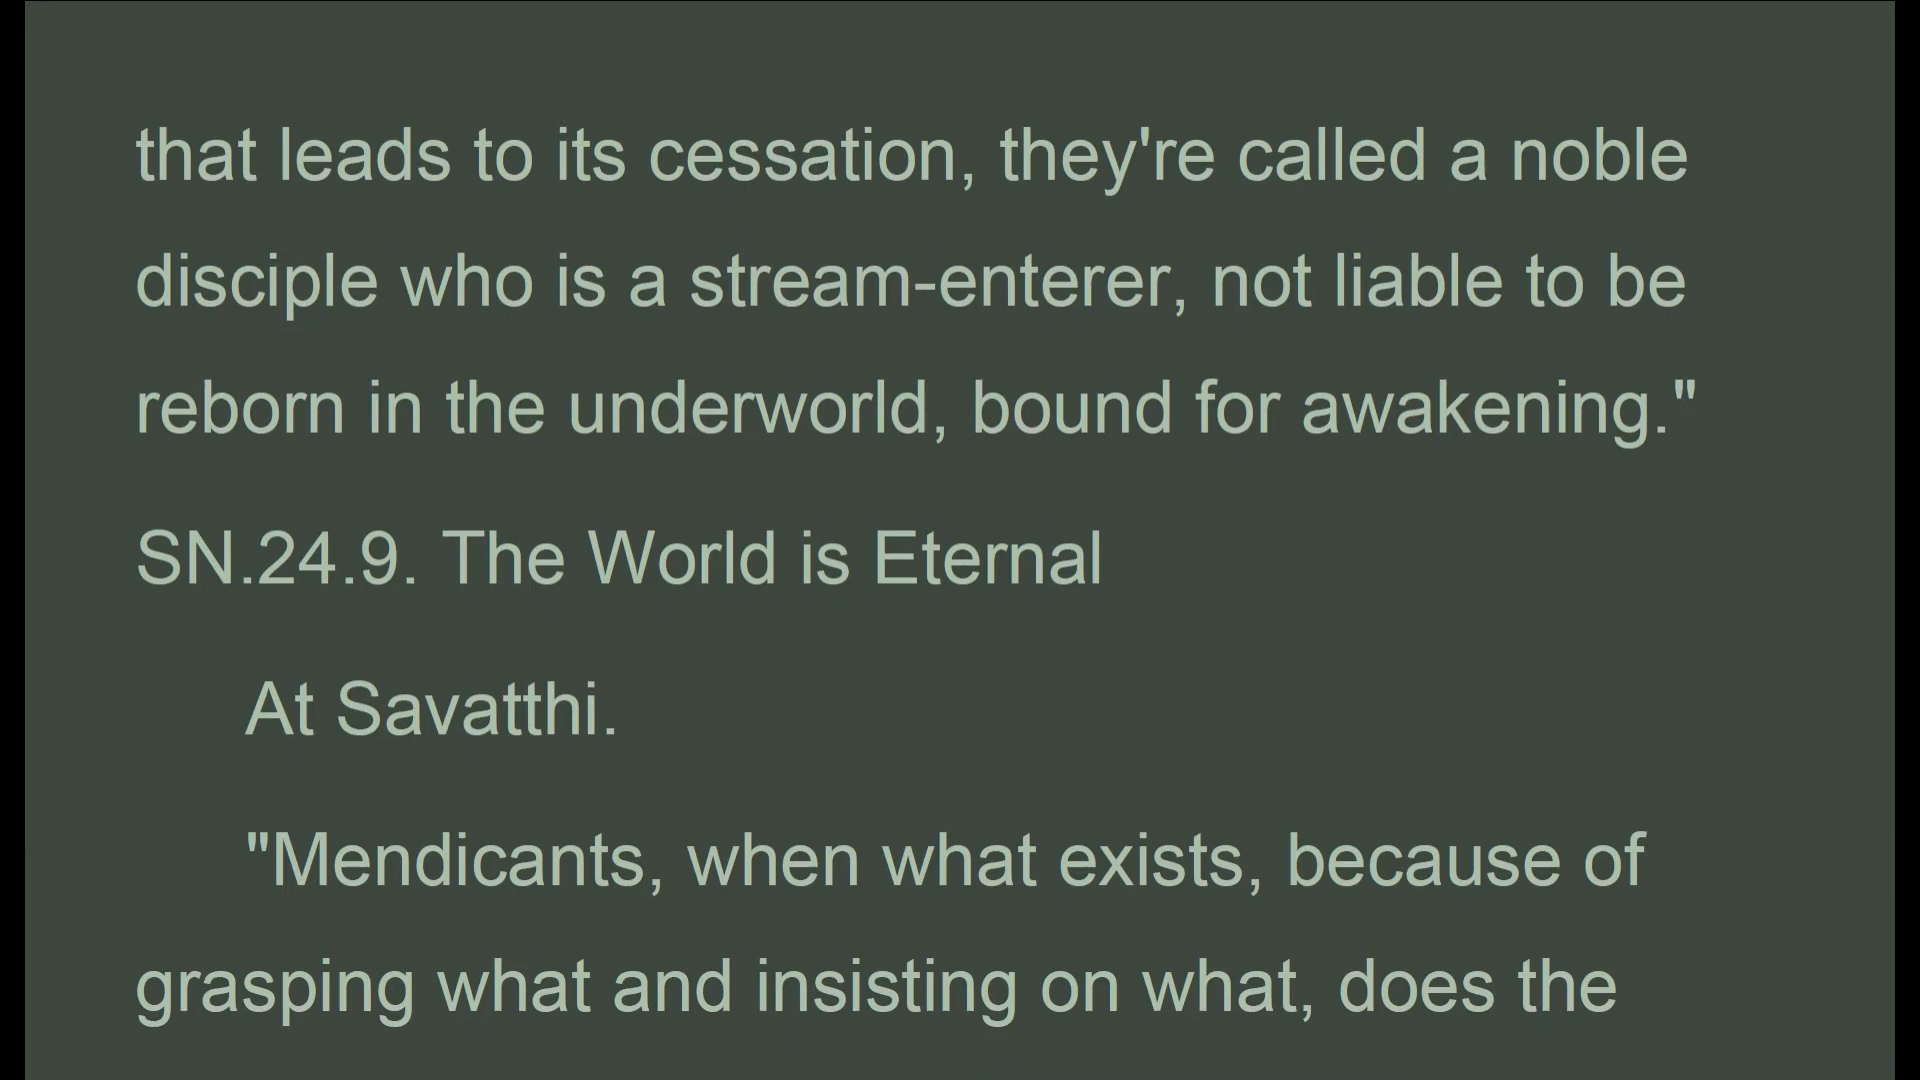 that leads to its cessation, they're called a noble
disciple who is a stream-enterer, not liable to be
reborn in the underworld, bound for awakening."
SN.24.9. The World is Eternal
At Savatthi.
"Mendicants, when what exists, because of
grasping what and insisting on what, does the